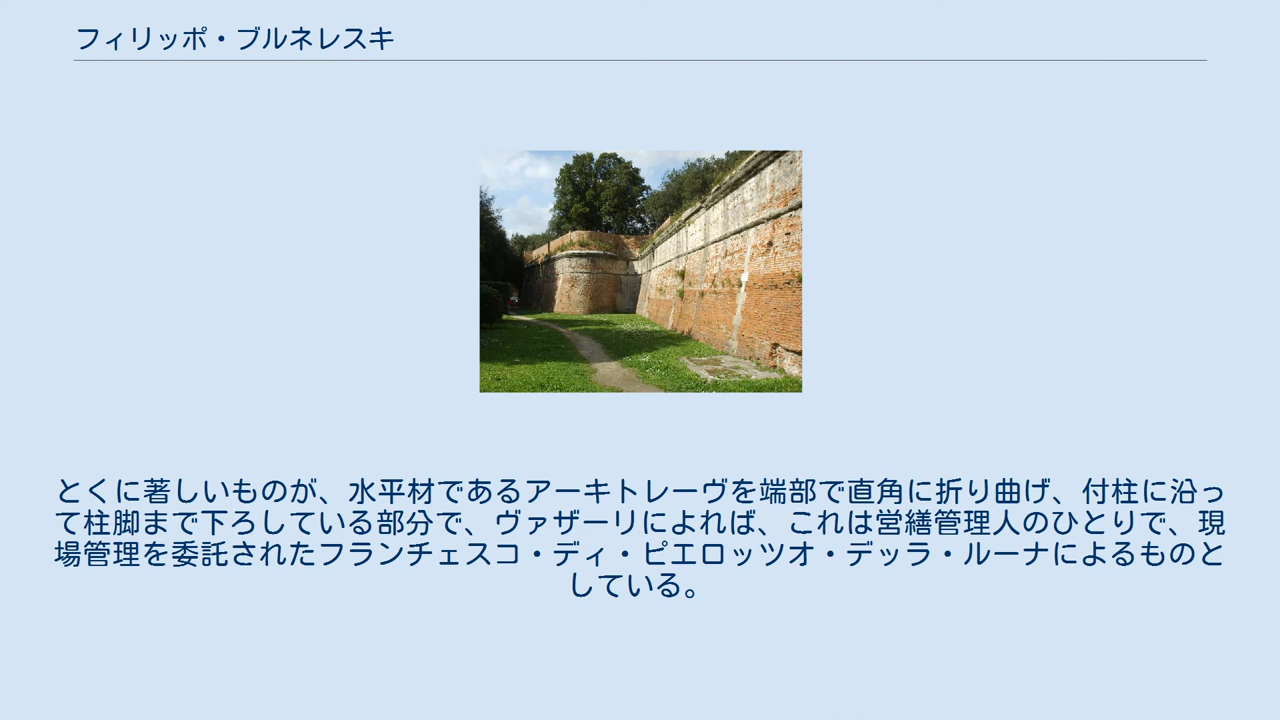 フィリッポ・ブルネレスキ
とくに著しいものが、水平材であるアーキトレーヴを端部で直角に折り曲げ、付柱に沿っ
て柱脚まで下ろしている部分で、ヴァザーリによれば、これは営繕管理人のひとりで、現
場管理を委託されたフランチェスコ・ディ・ピエロッツオ・デッラ・ルーナによるものと
している。